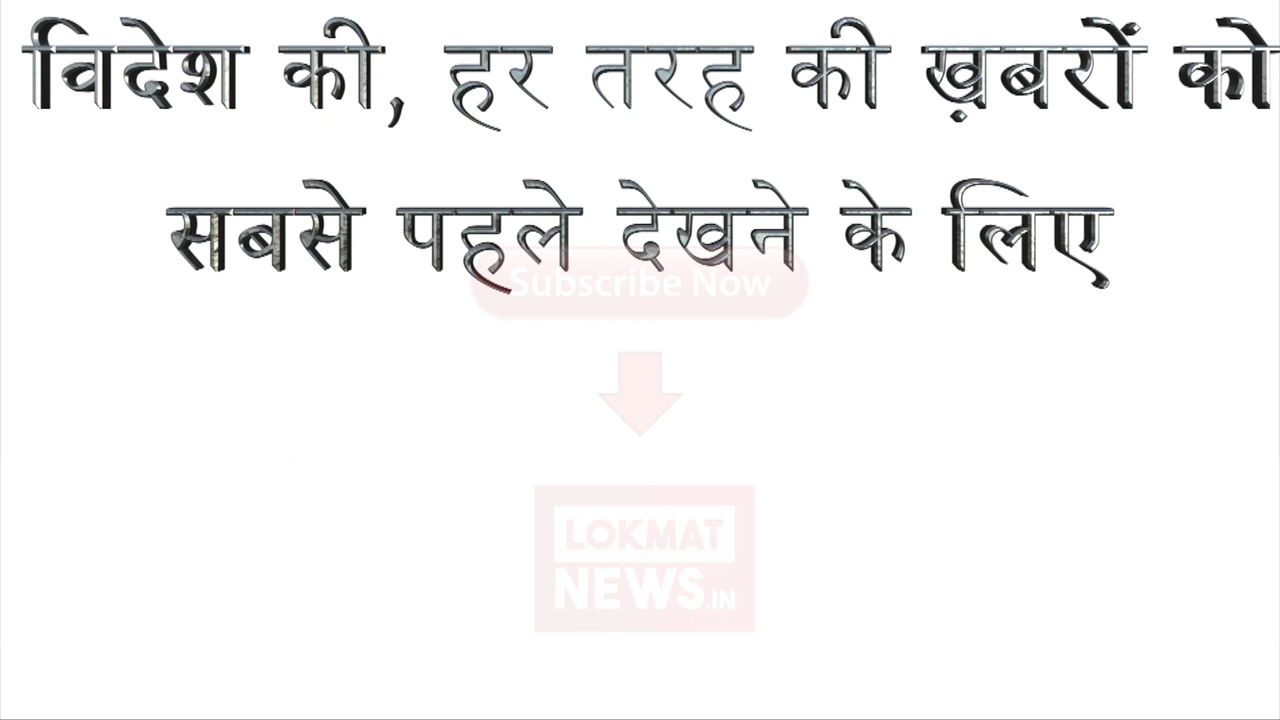 विदेश की, हर तरह की ख़बरों को
सबसे पहले देखने के लिए
Subscribe Now
LOKMAT
NEWS.IN